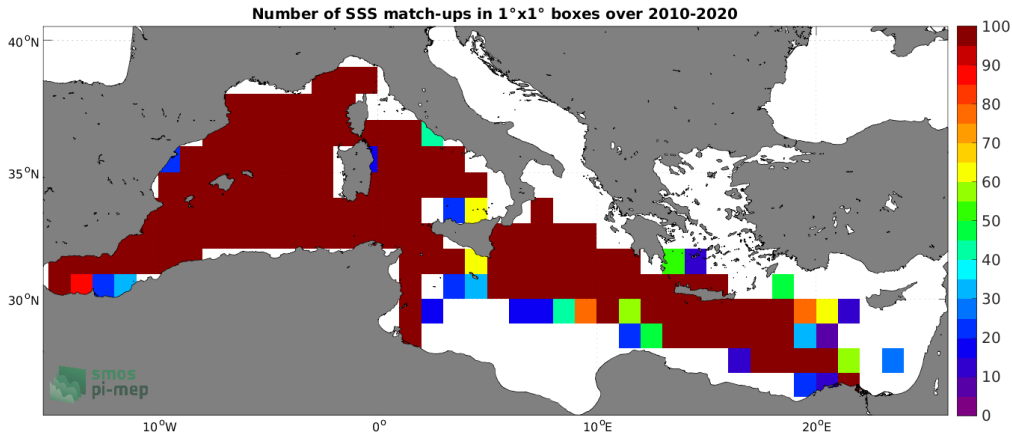 Number of SSS match-ups in 1°x1° boxes over 2010-2020
40°N
35°N
30°N
10°W
0°
10°E
20°E
100
90
80
70
60
50
40
30
20
10
0
smos
pi-mep